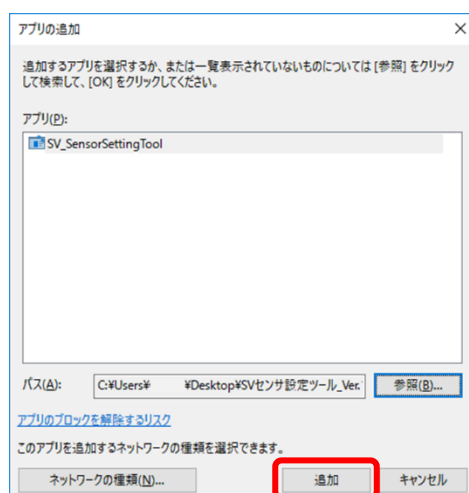 アプリの追加
追加するアプリを選択するか、または一覧表示されていないものについては [参照] をクリック
して検索して、[OK] をクリックしてください。
アプリ(P):
SV_SensorSettingTool
パス(A): C:¥Users¥ ¥Desktop¥SVセンサ設定ツール_Ver. 参照(B)...
アプリのブロックを解除するリスク
このアプリを追加するネットワークの種類を選択できます。
ネットワークの種類(N)... 追加 キャンセル